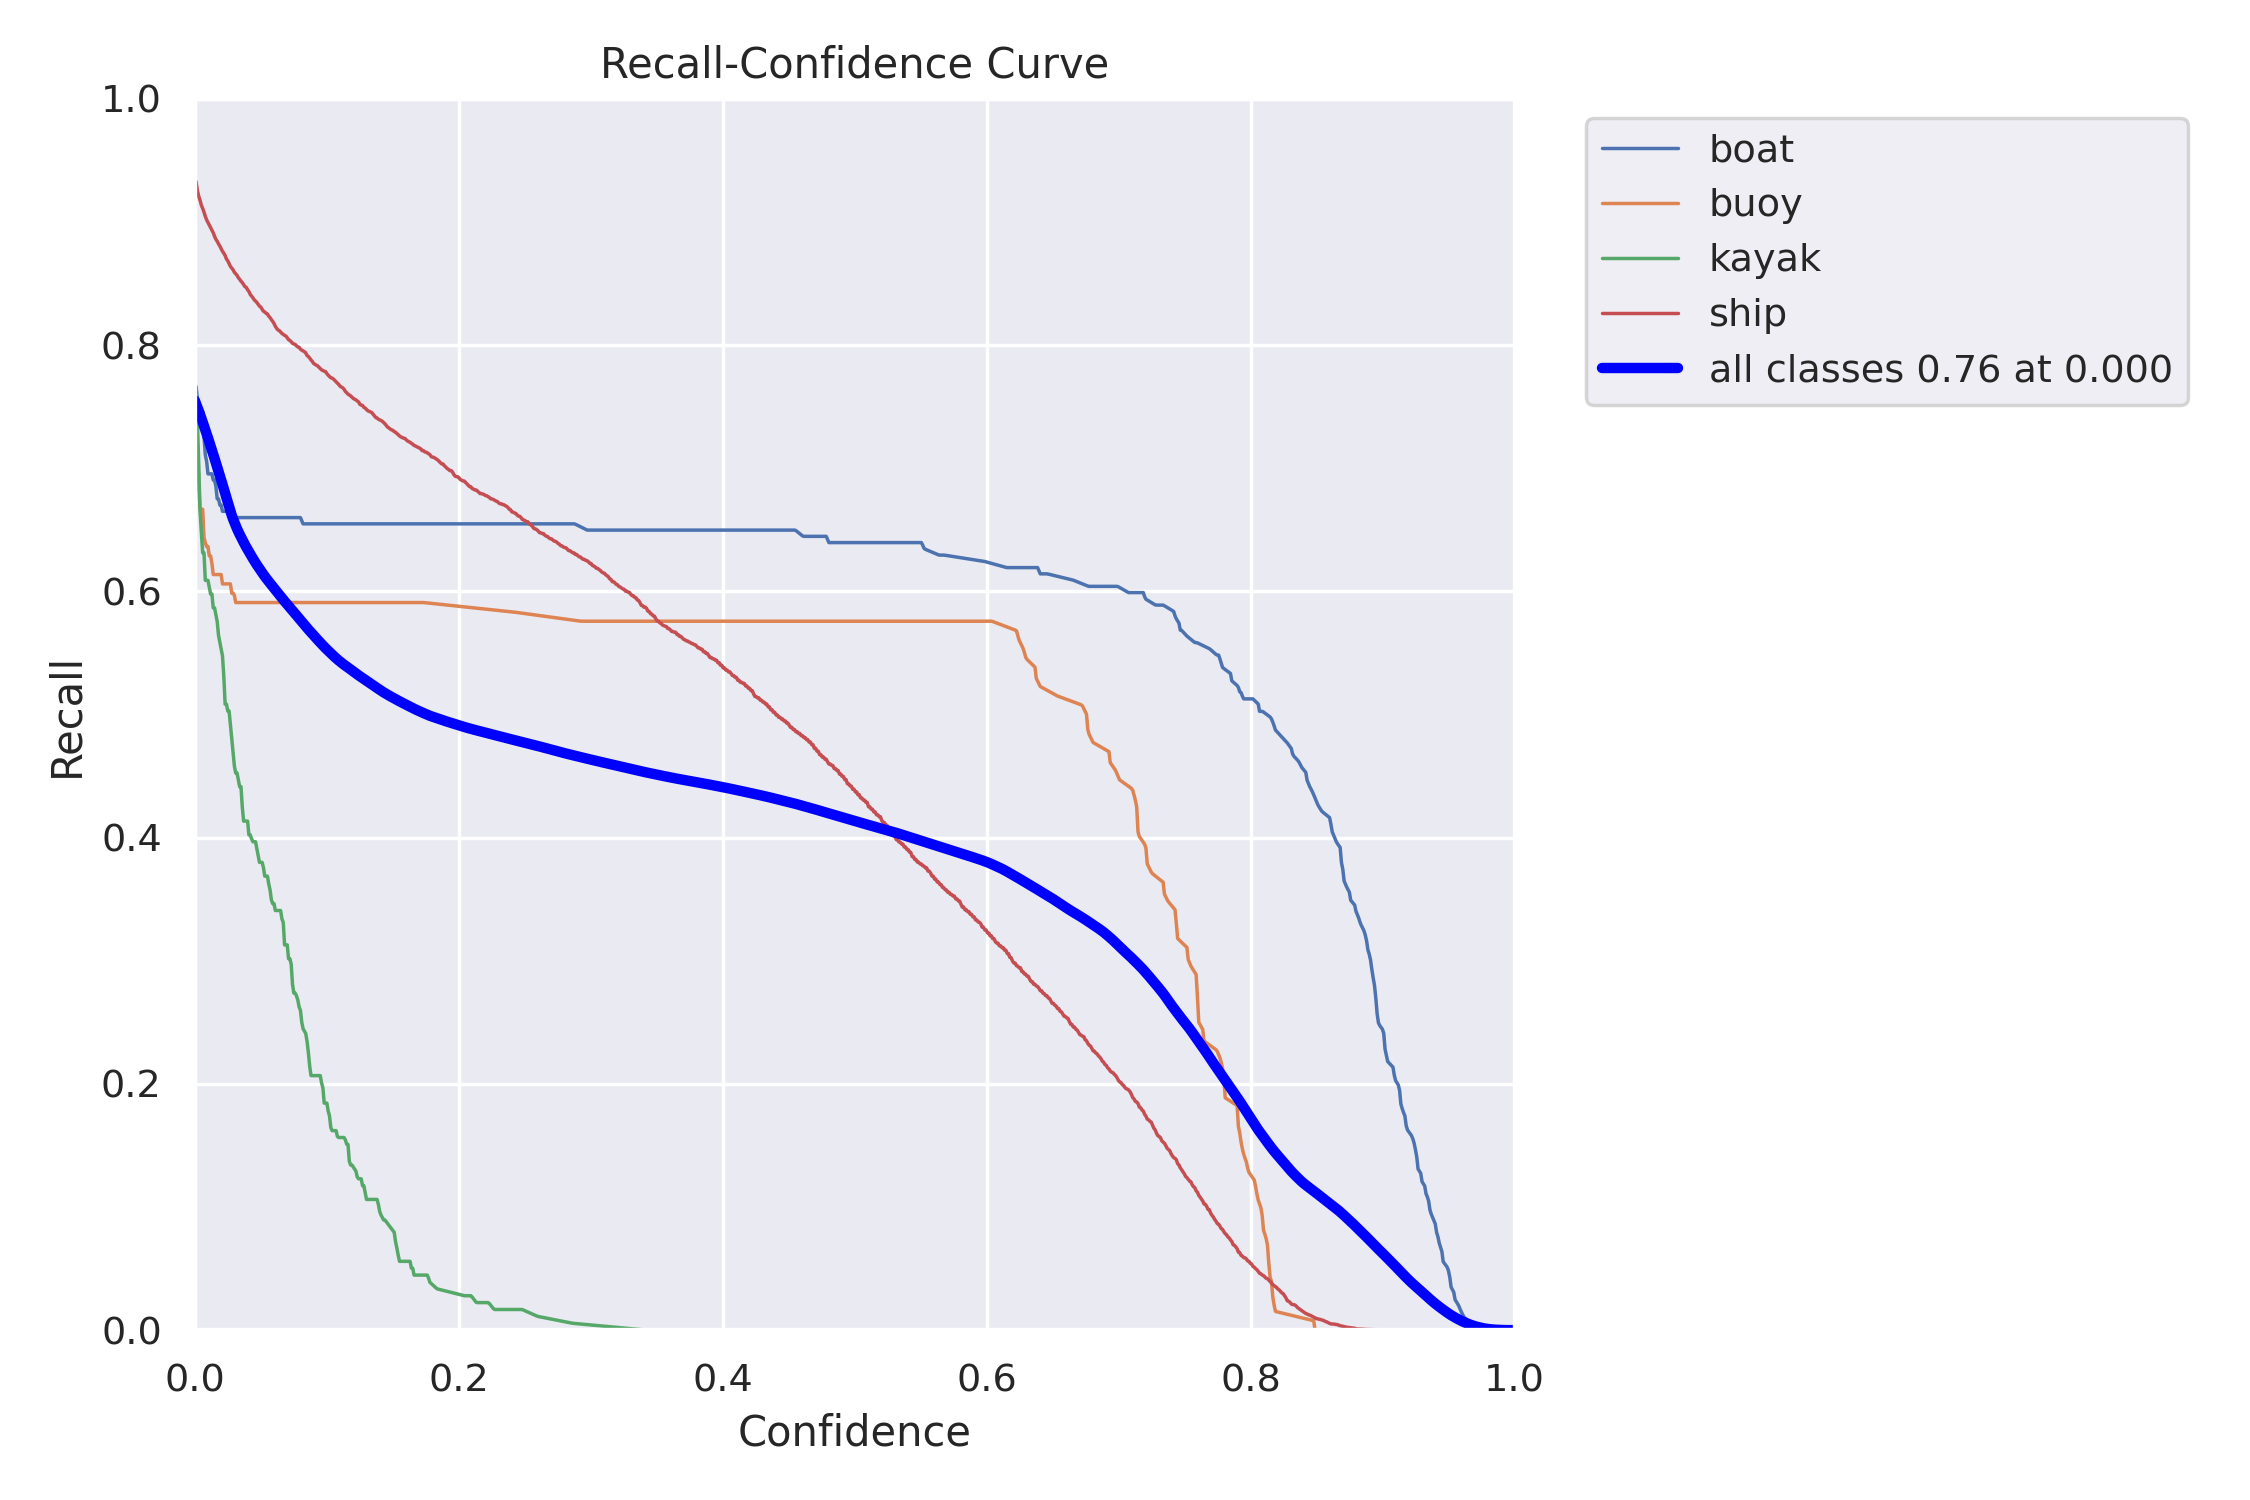 Recall-Confidence Curve
1.0
0.8
0.6
0.4
0.2
0.0
Recall
0.0 0.2 0.4 0.6 0.8 1.0
Confidence
boat
buoy
kayak
ship
all classes 0.76 at 0.000